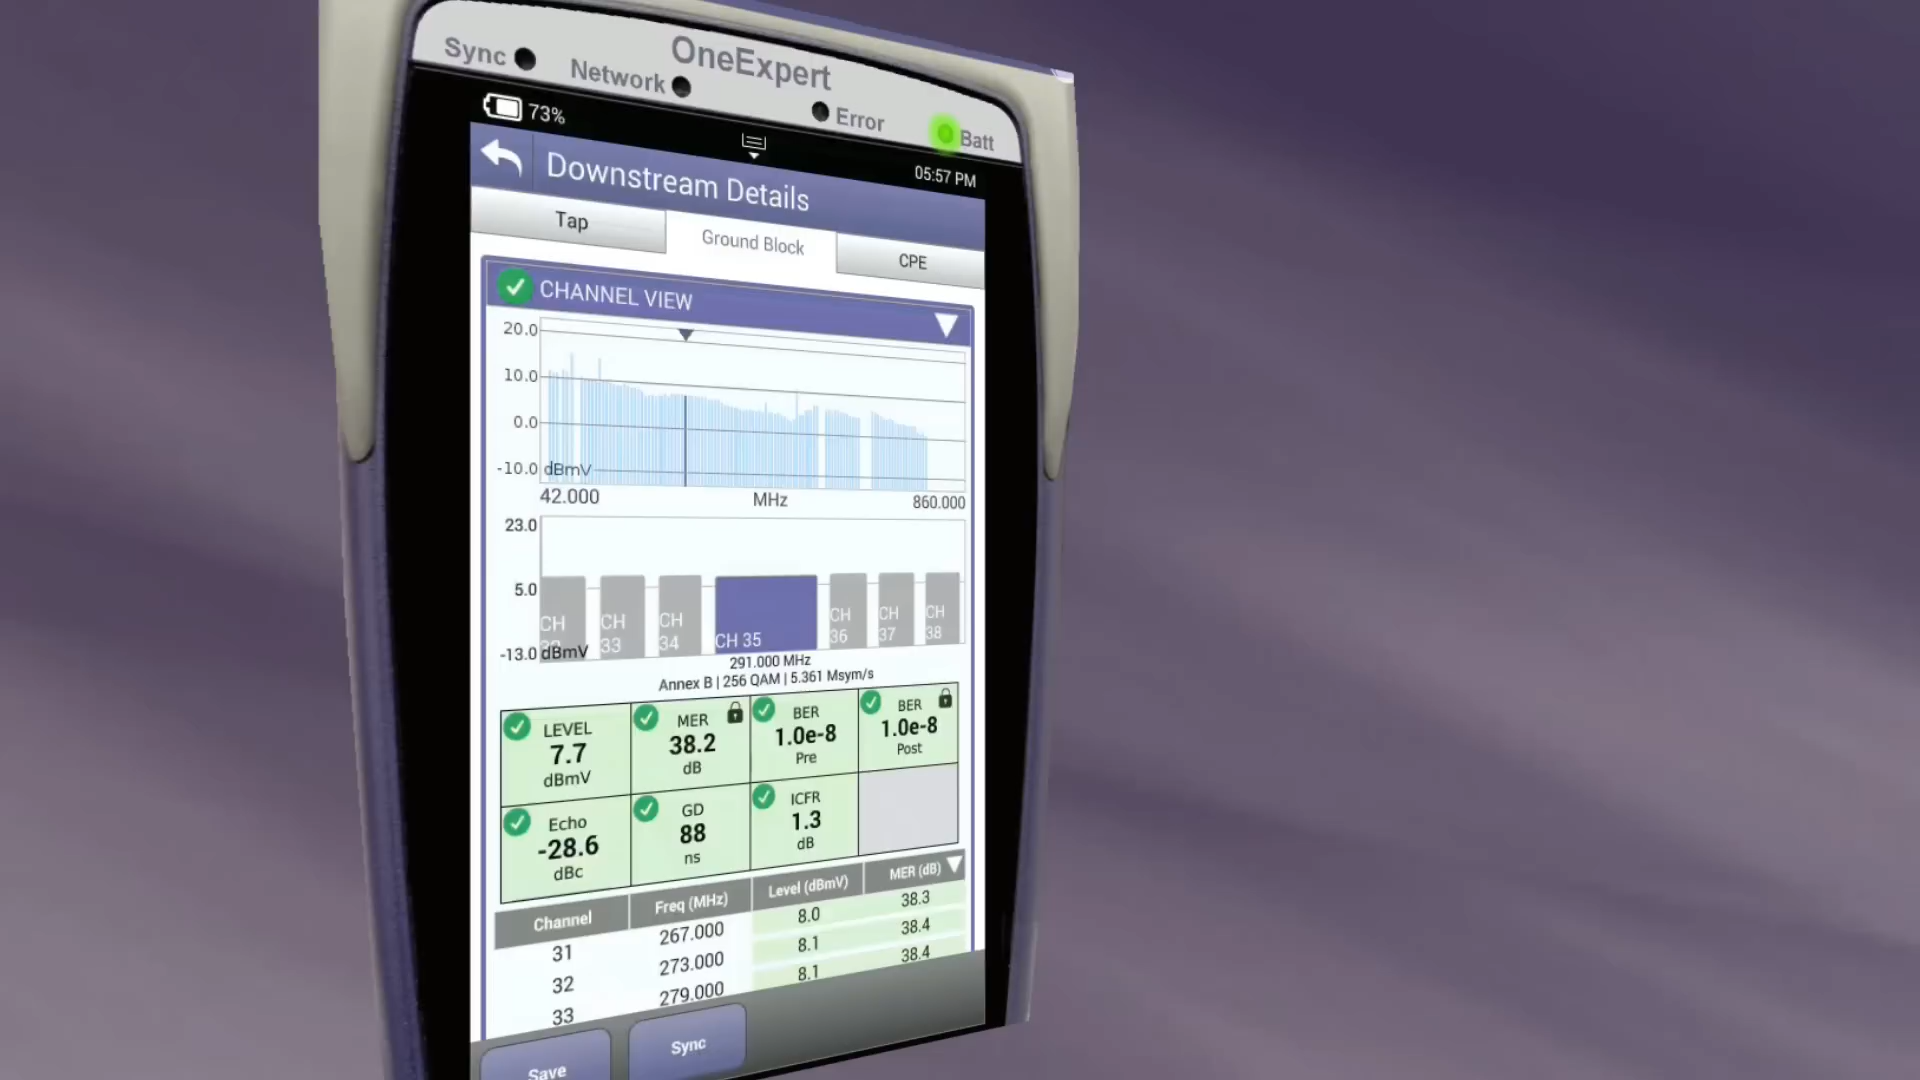 Sync
Network
OneExpert
Error
Batt
73%
05:57 PM
Downstream Details
Tap
Ground Block
CPE
CHANNEL VIEW
20.0
10.0
0.0
-10.0 dBmV
42.000
MHz
860.000
23.0
5.0
-13.0 dBmV
CH
CH
33
CH
34
CH 35
CH
36
CH
37
CH
38
291.000 MHz
Annex B | 256 QAM | 5.361 Msym/s
LEVEL
7.7
dBmV
MER
38.2
dB
BER
1.0e-8
Pre
BER
1.0e-8
Post
Echo
-28.6
dBc
GD
88
ns
ICFR
1.3
dB
Channel Freq (MHz) Level (dBmV) MER (dB)
31 267.000 8.0 38.3
32 273.000 8.1 38.4
33 279.000 8.1 38.4
Save
Sync